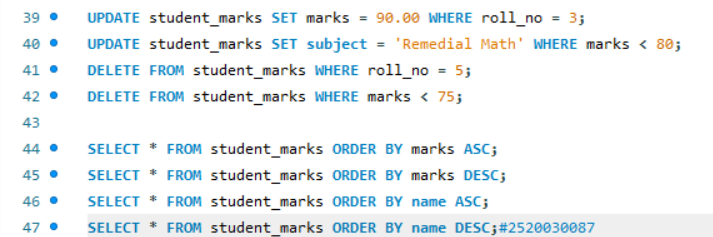 39 UPDATE student_marks SET marks = 90.00 WHERE roll_no = 3;
40 UPDATE student_marks SET subject = 'Remedial Math' WHERE marks < 80;
41 DELETE FROM student_marks WHERE roll_no = 5;
42 DELETE FROM student_marks WHERE marks < 75;
43
44 SELECT * FROM student_marks ORDER BY marks ASC;
45 SELECT * FROM student_marks ORDER BY marks DESC;
46 SELECT * FROM student_marks ORDER BY name ASC;
47 SELECT * FROM student_marks ORDER BY name DESC;#2520030087